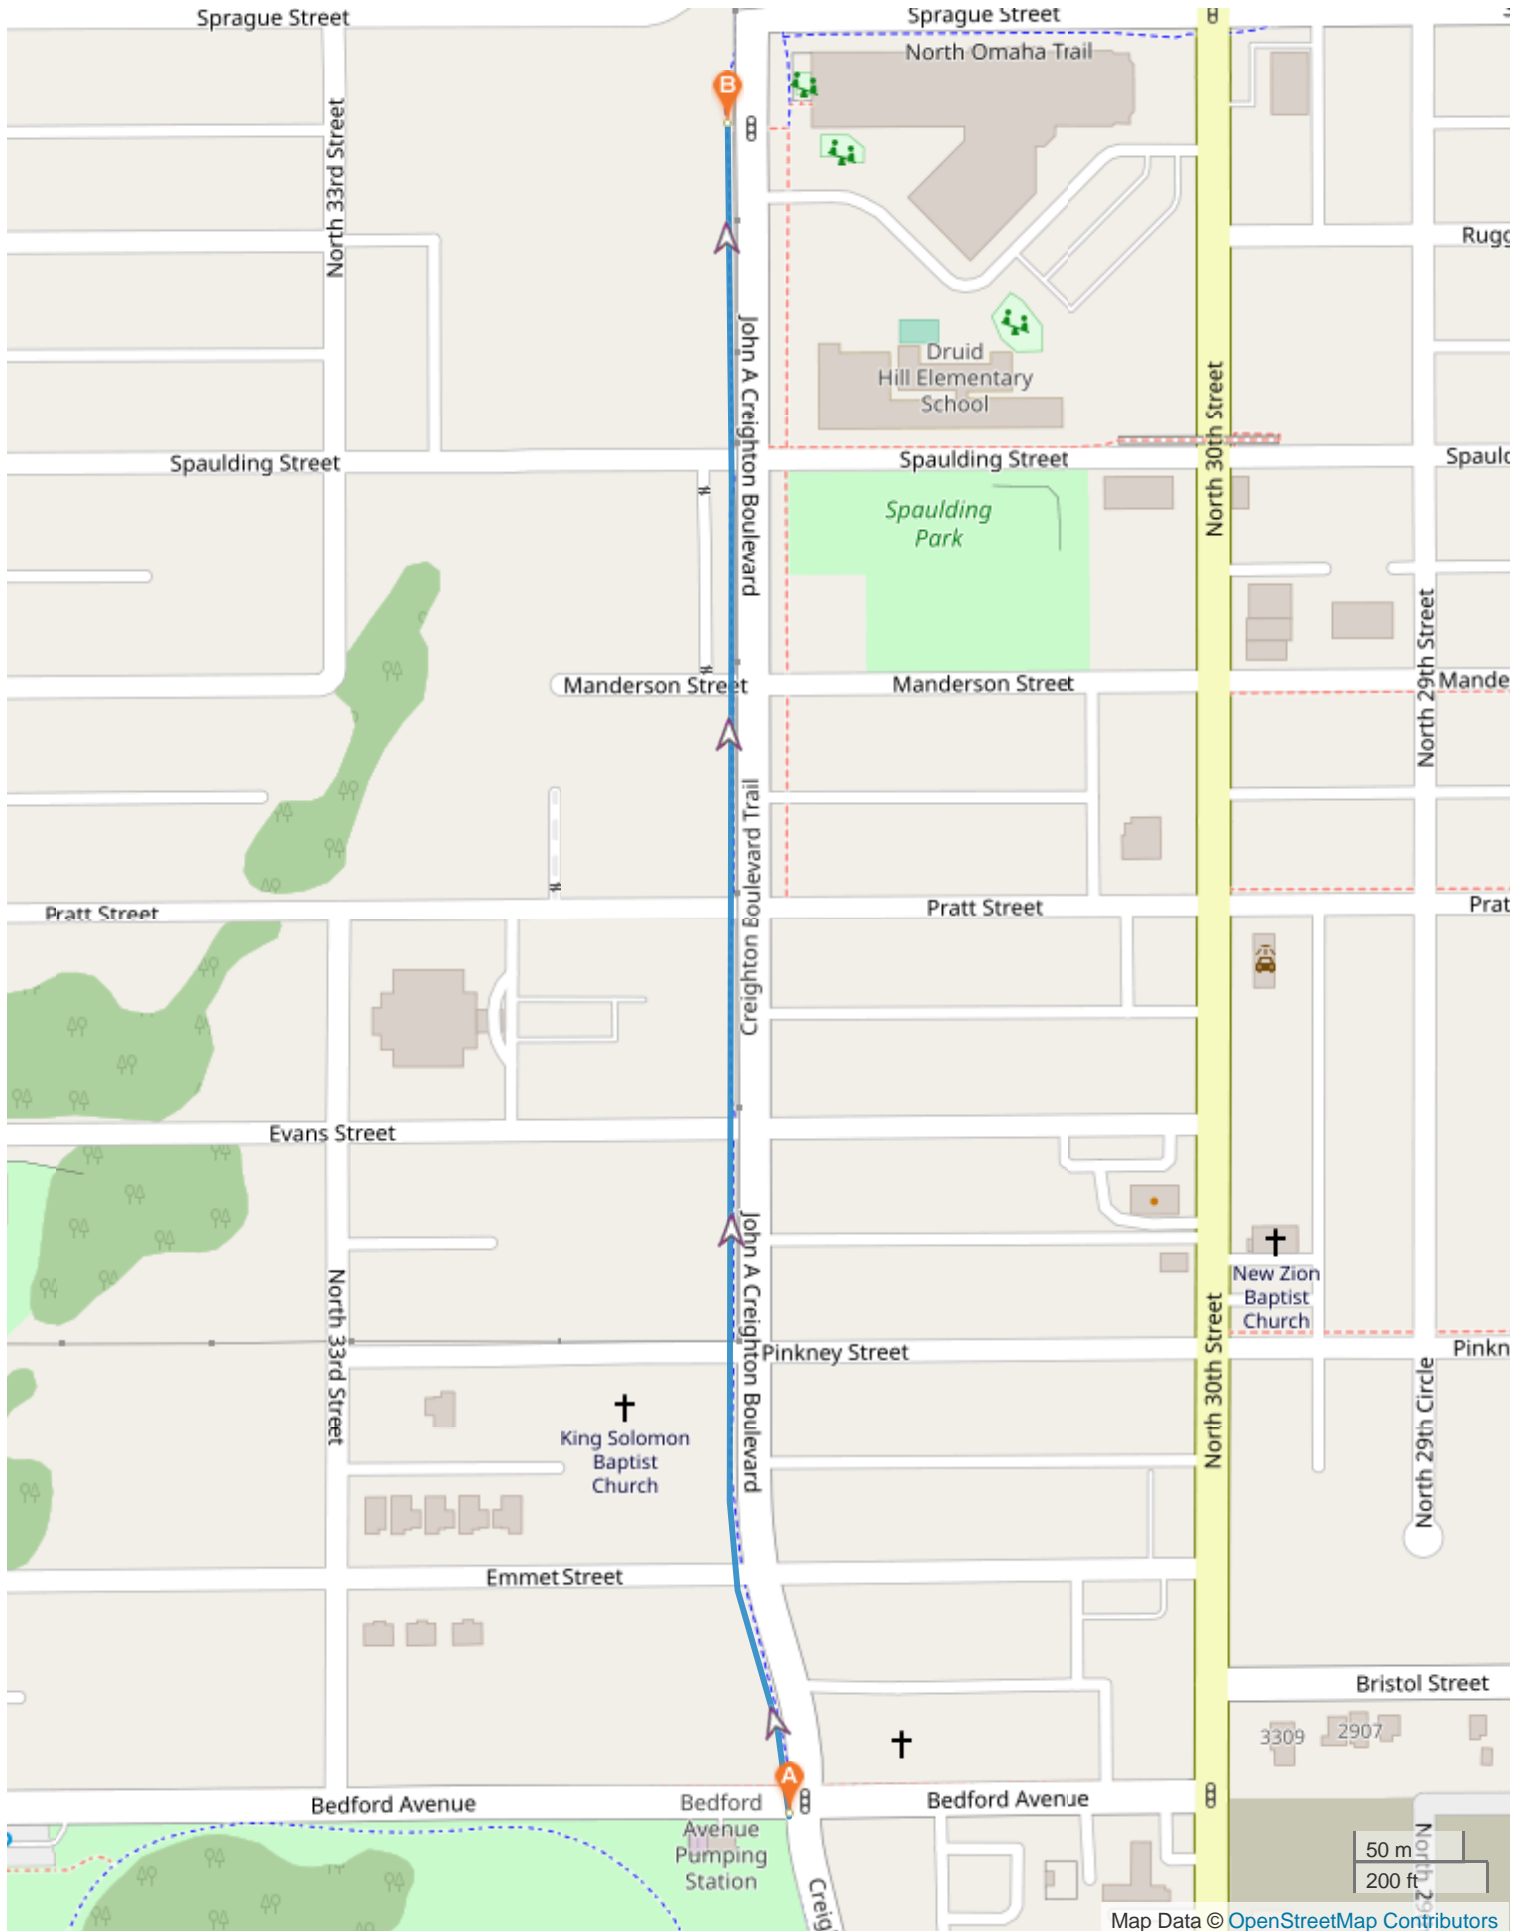 Sprague Street
Sprague Street
North Omaha Trail
B
North 33rd Street
Rugg
John A Creighton Boulevard
Druid
Hill Elementary
School
North 30th Street
Spaulding Street
Spaulding Street
Spauld
Spaulding
Park
North 29th Street
Manderson Street
Manderson Street
Mande
Creighton Boulevard Trail
Pratt Street
Pratt Street
Prat
Evans Street
John A Creighton Boulevard
North 33rd Street
New Zion
Baptist
Church
North 30th Street
Pinkney Street
Pinkn
North 29th Circle
King Solomon
Baptist
Church
Emmet Street
Bristol Street
3309
2907
A
Bedford Avenue
Bedford Avenue
Bedford
Avenue
Pumping
Station
Creig
North 29
50 m
200 ft
Map Data © OpenStreetMap Contributors